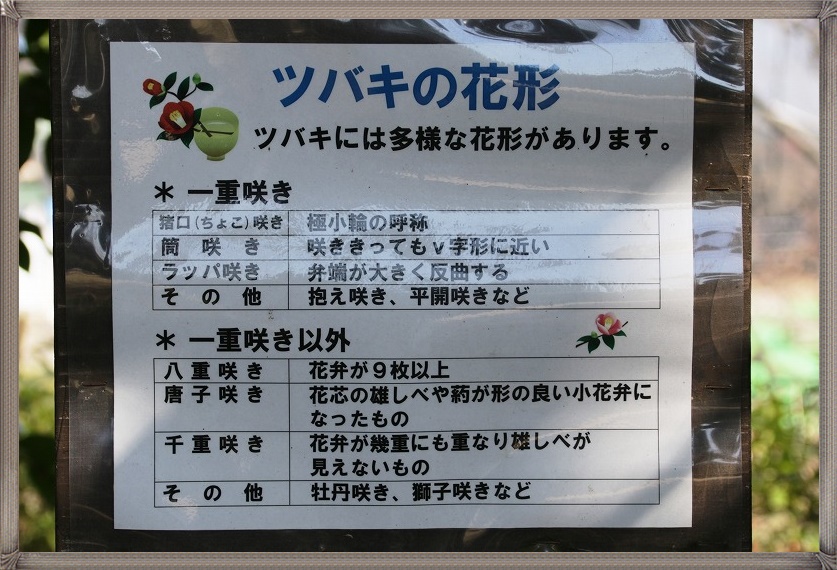 ツバキの花形
ツバキには多様な花形があります。
＊ 一重咲き
猪口(ちょこ)咲き 極小輪の呼称
筒咲き 咲ききってもv字形に近い
ラッパ咲き 弁端が大きく反曲する
その他 抱え咲き、平開咲きなど
＊ 一重咲き以外
八重咲き 花弁が９枚以上
唐子咲き 花芯の雄しべや葯が形の良い小花弁に
なったもの
千重咲き 花弁が幾重にも重なり雄しべが
見えないもの
その他 牡丹咲き、獅子咲きなど